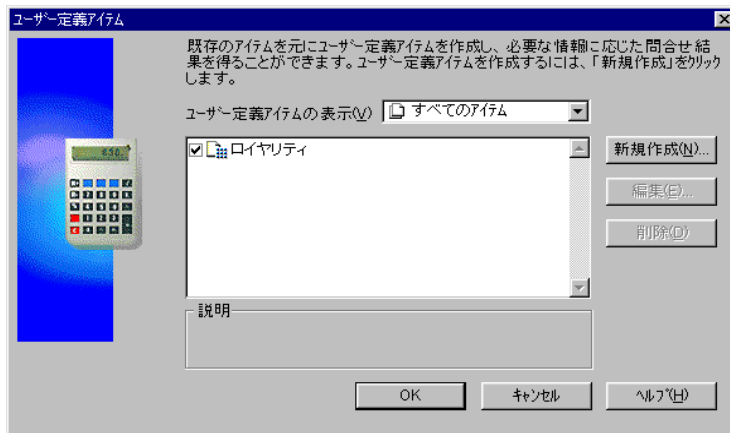 ユーザー定義アイテム
既存のアイテムを元にユーザー定義アイテムを作成し、必要な情報に応じた問合せ結
果を得ることができます。ユーザー定義アイテムを作成するには、「新規作成」をクリック
します。
ユーザー定義アイテムの表示(V) すべてのアイテム
ロイヤリティ
新規作成(N)...
編集(E)...
削除(D)
説明
OK キャンセル ヘルプ(H)